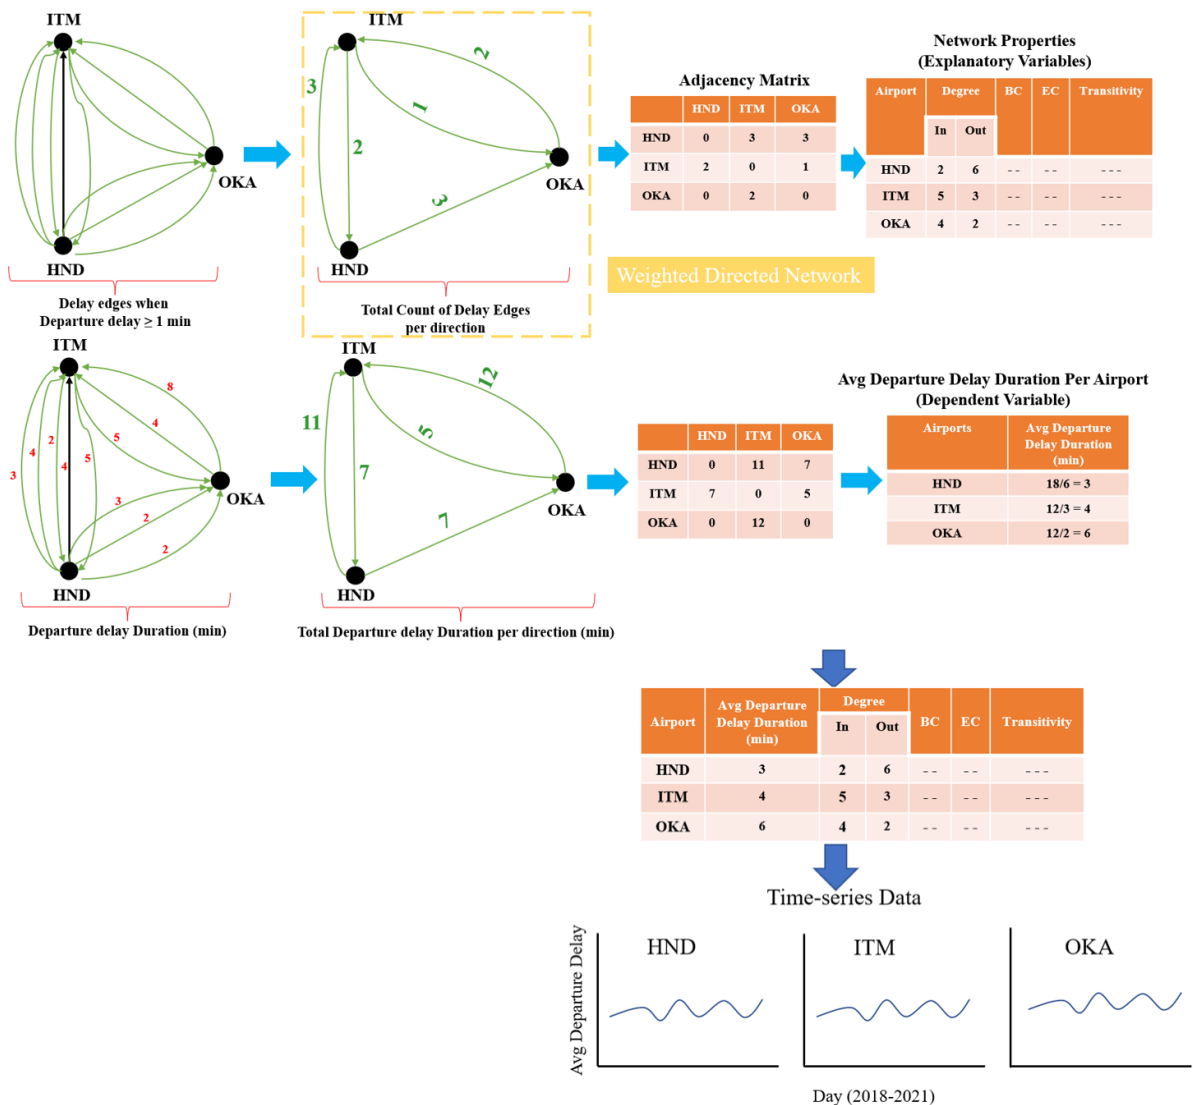 ITM
OKA
HND
Delay edges when
Departure delay ≥ 1 min
ITM
3
2
1
2
3
OKA
HND
Total Count of Delay Edges
per direction
Adjacency Matrix
HND ITM OKA
HND 0 3 3
ITM 2 0 1
OKA 0 2 0
Network Properties
(Explanatory Variables)
Airport Degree BC EC Transitivity
In Out
HND 2 6 -- -- ---
ITM 5 3 -- -- ---
OKA 4 2 -- -- ---
Weighted Directed Network
ITM
8
4
2
4
3
4
5
5
3
2
2
OKA
HND
Departure delay Duration (min)
ITM
12
11
5
7
7
OKA
HND
Total Departure delay Duration per direction (min)
HND ITM OKA
HND 0 11 7
ITM 7 0 5
OKA 0 12 0
Avg Departure Delay Duration Per Airport
(Dependent Variable)
Airports Avg Departure
Delay Duration
(min)
HND 18/6 = 3
ITM 12/3 = 4
OKA 12/2 = 6
Airport Avg Departure
Delay Duration
(min) Degree BC EC Transitivity
In Out
HND 3 2 6 -- -- ---
ITM 4 5 3 -- -- ---
OKA 6 4 2 -- -- ---
Time-series Data
Avg Departure Delay
HND
ITM
OKA
Day (2018-2021)